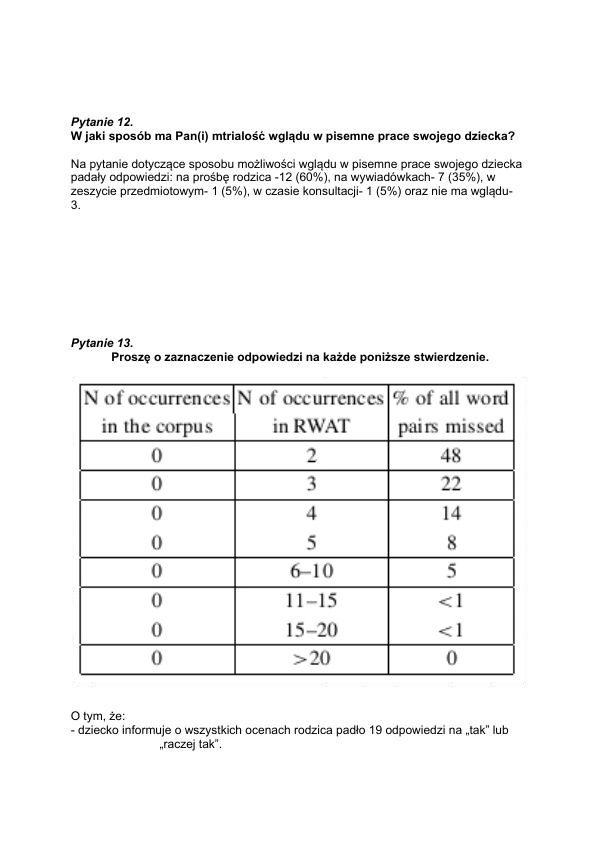 Pytanie 12.
W jaki sposób ma Pan(i) mtrialość wglądu w pisemne prace swojego dziecka?
Na pytanie dotyczące sposobu możliwości wglądu w pisemne prace swojego dziecka
padały odpowiedzi: na prośbę rodzica -12 (60%), na wywiadówkach- 7 (35%), w
zeszycie przedmiotowym- 1 (5%), w czasie konsultacji- 1 (5%) oraz nie ma wglądu-
3.
Pytanie 13.
Proszę o zaznaczenie odpowiedzi na każde poniższe stwierdzenie.
N of occurrences N of occurrences % of all word
in the corpus in RWAT pairs missed
0 2 48
0 3 22
0 4 14
0 5 8
0 6–10 5
0 11–15 <1
0 15–20 <1
0 >20 0
O tym, że:
- dziecko informuje o wszystkich ocenach rodzica padło 19 odpowiedzi na „tak” lub
„raczej tak”.